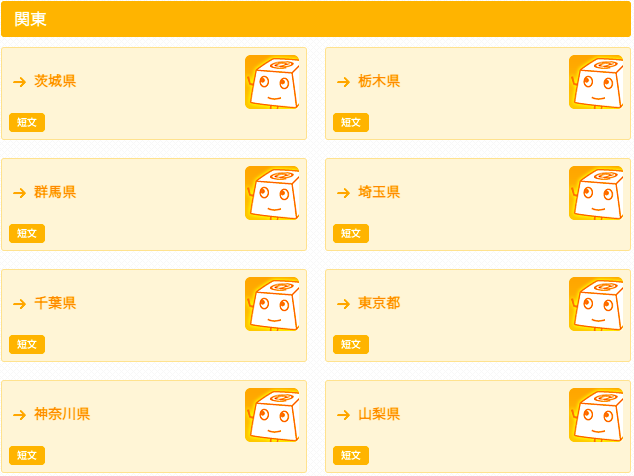 関東
→ 茨城県
短文
→ 栃木県
短文
→ 群馬県
短文
→ 埼玉県
短文
→ 千葉県
短文
→ 東京都
短文
→ 神奈川県
短文
→ 山梨県
短文